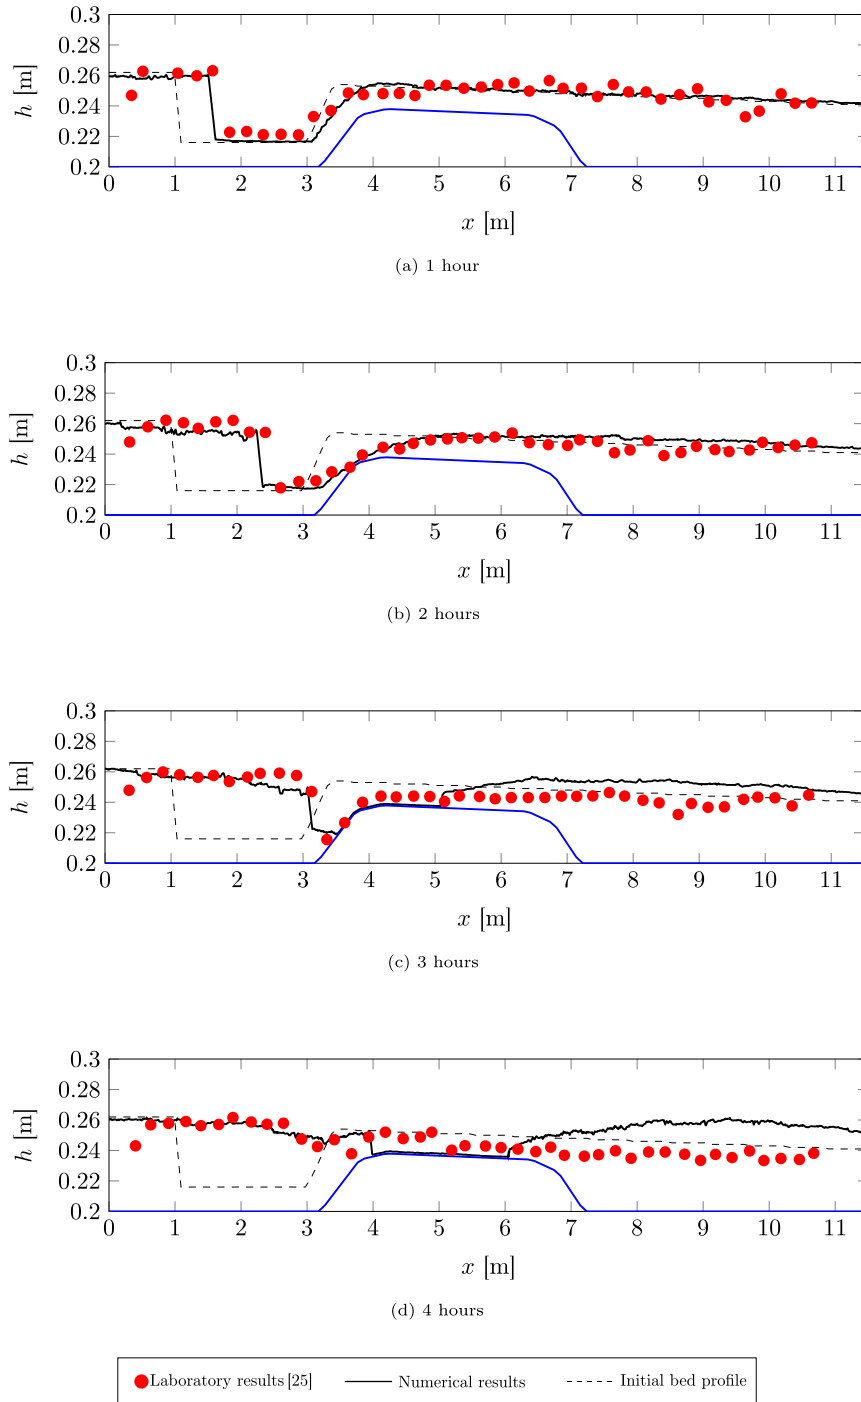 0.3
0.28
0.26
0.24
0.22
0.2
h [m]
0 1 2 3 4 5 6 7 8 9 10 11
x [m]
(a) 1 hour
0.3
0.28
0.26
0.24
0.22
0.2
h [m]
0 1 2 3 4 5 6 7 8 9 10 11
x [m]
(b) 2 hours
0.3
0.28
0.26
0.24
0.22
0.2
h [m]
0 1 2 3 4 5 6 7 8 9 10 11
x [m]
(c) 3 hours
0.3
0.28
0.26
0.24
0.22
0.2
h [m]
0 1 2 3 4 5 6 7 8 9 10 11
x [m]
(d) 4 hours
Laboratory results [25] Numerical results Initial bed profile